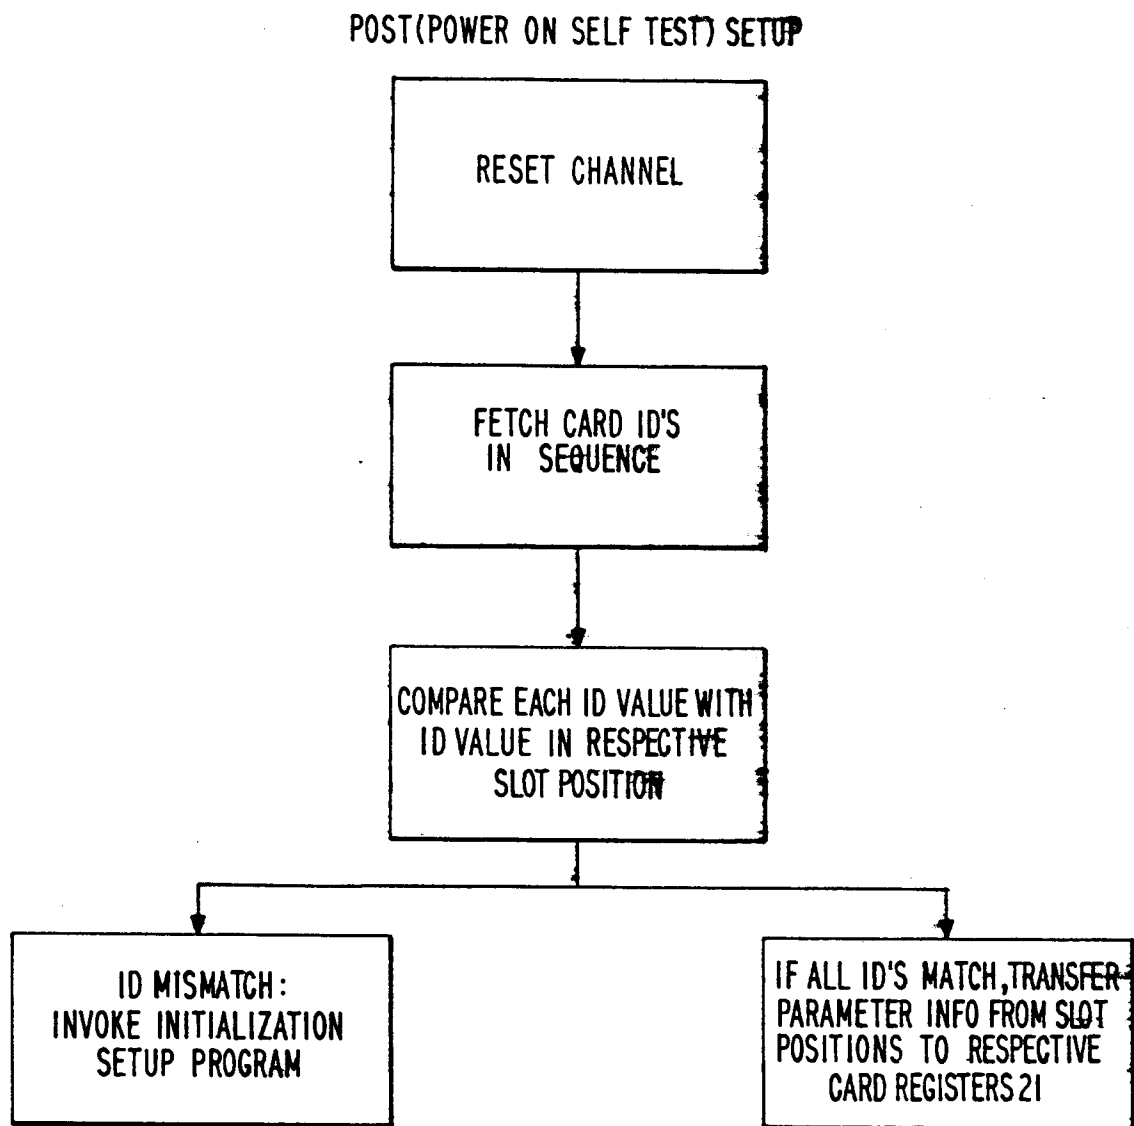 POST(POWER ON SELF TEST) SETUP
RESET CHANNEL
FETCH CARD ID'S
IN SEQUENCE
COMPARE EACH ID VALUE WITH
ID VALUE IN RESPECTIVE
SLOT POSITION
ID MISMATCH:
INVOKE INITIALIZATION
SETUP PROGRAM
IF ALL ID'S MATCH, TRANSFER
PARAMETER INFO FROM SLOT
POSITIONS TO RESPECTIVE
CARD REGISTERS 21